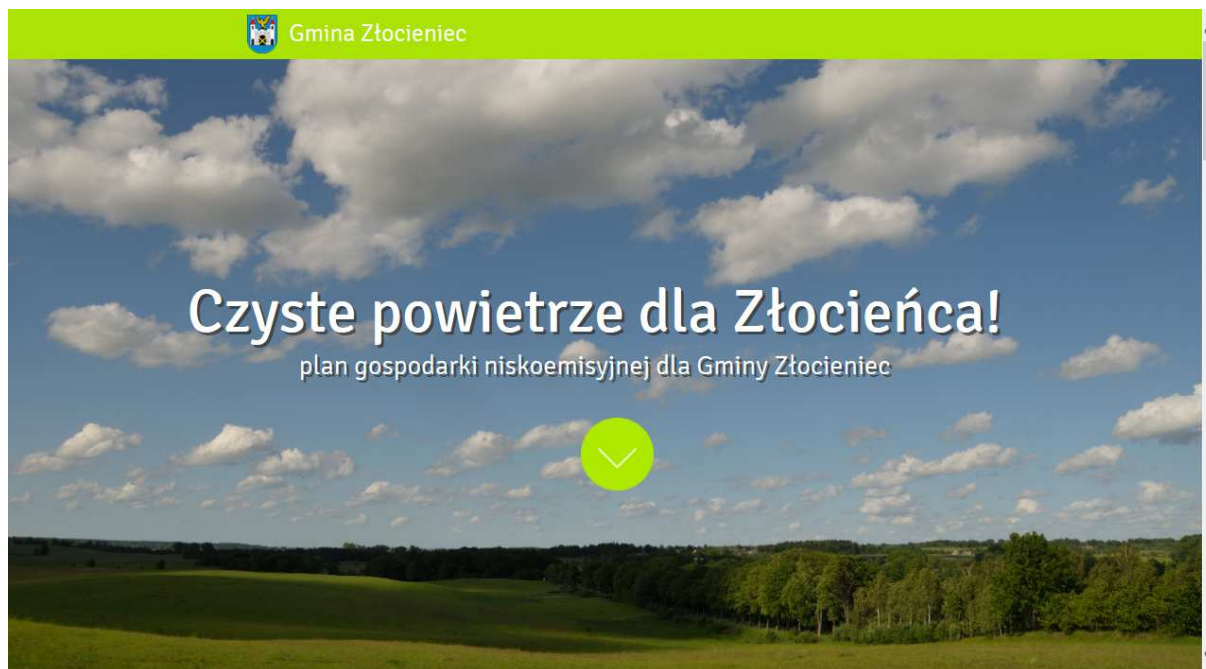 Gmina Złocieniec
Czyste powietrze dla Złocieńca!
plan gospodarki niskoemisyjnej dla Gminy Złocieniec